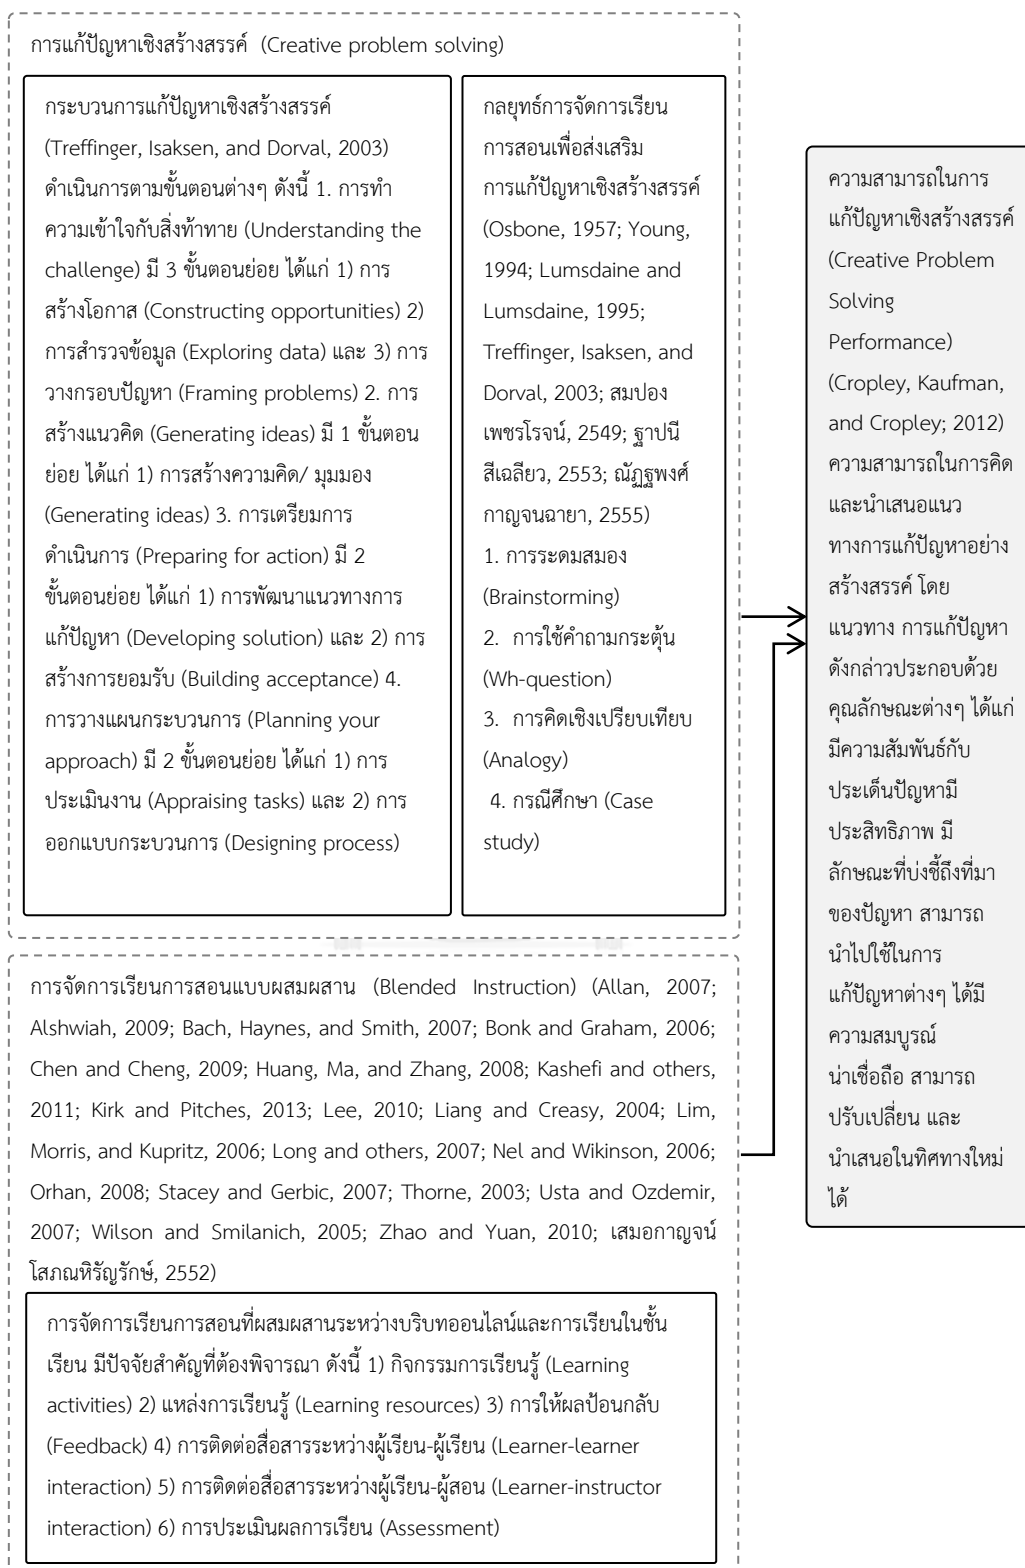 การแก้ปัญหาเชิงสร้างสรรค์ (Creative problem solving)
กระบวนการแก้ปัญหาเชิงสร้างสรรค์
(Treffinger, Isaksen, and Dorval, 2003)
ดำเนินการตามขั้นตอนต่างๆ ดังนี้ 1. การทำ
ความเข้าใจกับสิ่งท้าทาย (Understanding the
challenge) มี 3 ขั้นตอนย่อย ได้แก่ 1) การ
สร้างโอกาส (Constructing opportunities) 2)
การสำรวจข้อมูล (Exploring data) และ 3) การ
วางกรอบปัญหา (Framing problems) 2. การ
สร้างแนวคิด (Generating ideas) มี 1 ขั้นตอน
ย่อย ได้แก่ 1) การสร้างความคิด/ มุมมอง
(Generating ideas) 3. การเตรียมการ
ดำเนินการ (Preparing for action) มี 2
ขั้นตอนย่อย ได้แก่ 1) การพัฒนาแนวทางการ
แก้ปัญหา (Developing solution) และ 2) การ
สร้างการยอมรับ (Building acceptance) 4.
การวางแผนกระบวนการ (Planning your
approach) มี 2 ขั้นตอนย่อย ได้แก่ 1) การ
ประเมินงาน (Appraising tasks) และ 2) การ
ออกแบบกระบวนการ (Designing process)
กลยุทธ์การจัดการเรียน
การสอนเพื่อส่งเสริม
การแก้ปัญหาเชิงสร้างสรรค์
(Osbone, 1957; Young,
1994; Lumsdaine and
Lumsdaine, 1995;
Treffinger, Isaksen, and
Dorval, 2003; สมปอง
เพชรโรจน์, 2549; ฐาปนี
สีเฉลียว, 2553; ณัฏฐพงศ์
กาญจนฉายา, 2555)
1. การระดมสมอง
(Brainstorming)
2. การใช้คำถามกระตุ้น
(Wh-question)
3. การคิดเชิงเปรียบเทียบ
(Analogy)
4. กรณีศึกษา (Case
study)
ความสามารถในการ
แก้ปัญหาเชิงสร้างสรรค์
(Creative Problem
Solving
Performance)
(Cropley, Kaufman,
and Cropley; 2012)
ความสามารถในการคิด
และนำเสนอแนว
ทางการแก้ปัญหาอย่าง
สร้างสรรค์ โดย
แนวทาง การแก้ปัญหา
ดังกล่าวประกอบด้วย
คุณลักษณะต่างๆ ได้แก่
มีความสัมพันธ์กับ
ประเด็นปัญหามี
ประสิทธิภาพ มี
ลักษณะที่บ่งชี้ถึงที่มา
ของปัญหา สามารถ
นำไปใช้ในการ
แก้ปัญหาต่างๆ ได้มี
ความสมบูรณ์
น่าเชื่อถือ สามารถ
ปรับเปลี่ยน และ
นำเสนอในทิศทางใหม่
ได้
การจัดการเรียนการสอนแบบผสมผสาน (Blended Instruction) (Allan, 2007;
Alshwiah, 2009; Bach, Haynes, and Smith, 2007; Bonk and Graham, 2006;
Chen and Cheng, 2009; Huang, Ma, and Zhang, 2008; Kashefi and others,
2011; Kirk and Pitches, 2013; Lee, 2010; Liang and Creasy, 2004; Lim,
Morris, and Kupritz, 2006; Long and others, 2007; Nel and Wikinson, 2006;
Orhan, 2008; Stacey and Gerbic, 2007; Thorne, 2003; Usta and Ozdemir,
2007; Wilson and Smilanich, 2005; Zhao and Yuan, 2010; เสมอกาญจน์
โสภณหิรัญรักษ์, 2552)
การจัดการเรียนการสอนที่ผสมผสานระหว่างบริบทออนไลน์และการเรียนในชั้น
เรียน มีปัจจัยสำคัญที่ต้องพิจารณา ดังนี้ 1) กิจกรรมการเรียนรู้ (Learning
activities) 2) แหล่งการเรียนรู้ (Learning resources) 3) การให้ผลป้อนกลับ
(Feedback) 4) การติดต่อสื่อสารระหว่างผู้เรียน-ผู้เรียน (Learner-learner
interaction) 5) การติดต่อสื่อสารระหว่างผู้เรียน-ผู้สอน (Learner-instructor
interaction) 6) การประเมินผลการเรียน (Assessment)